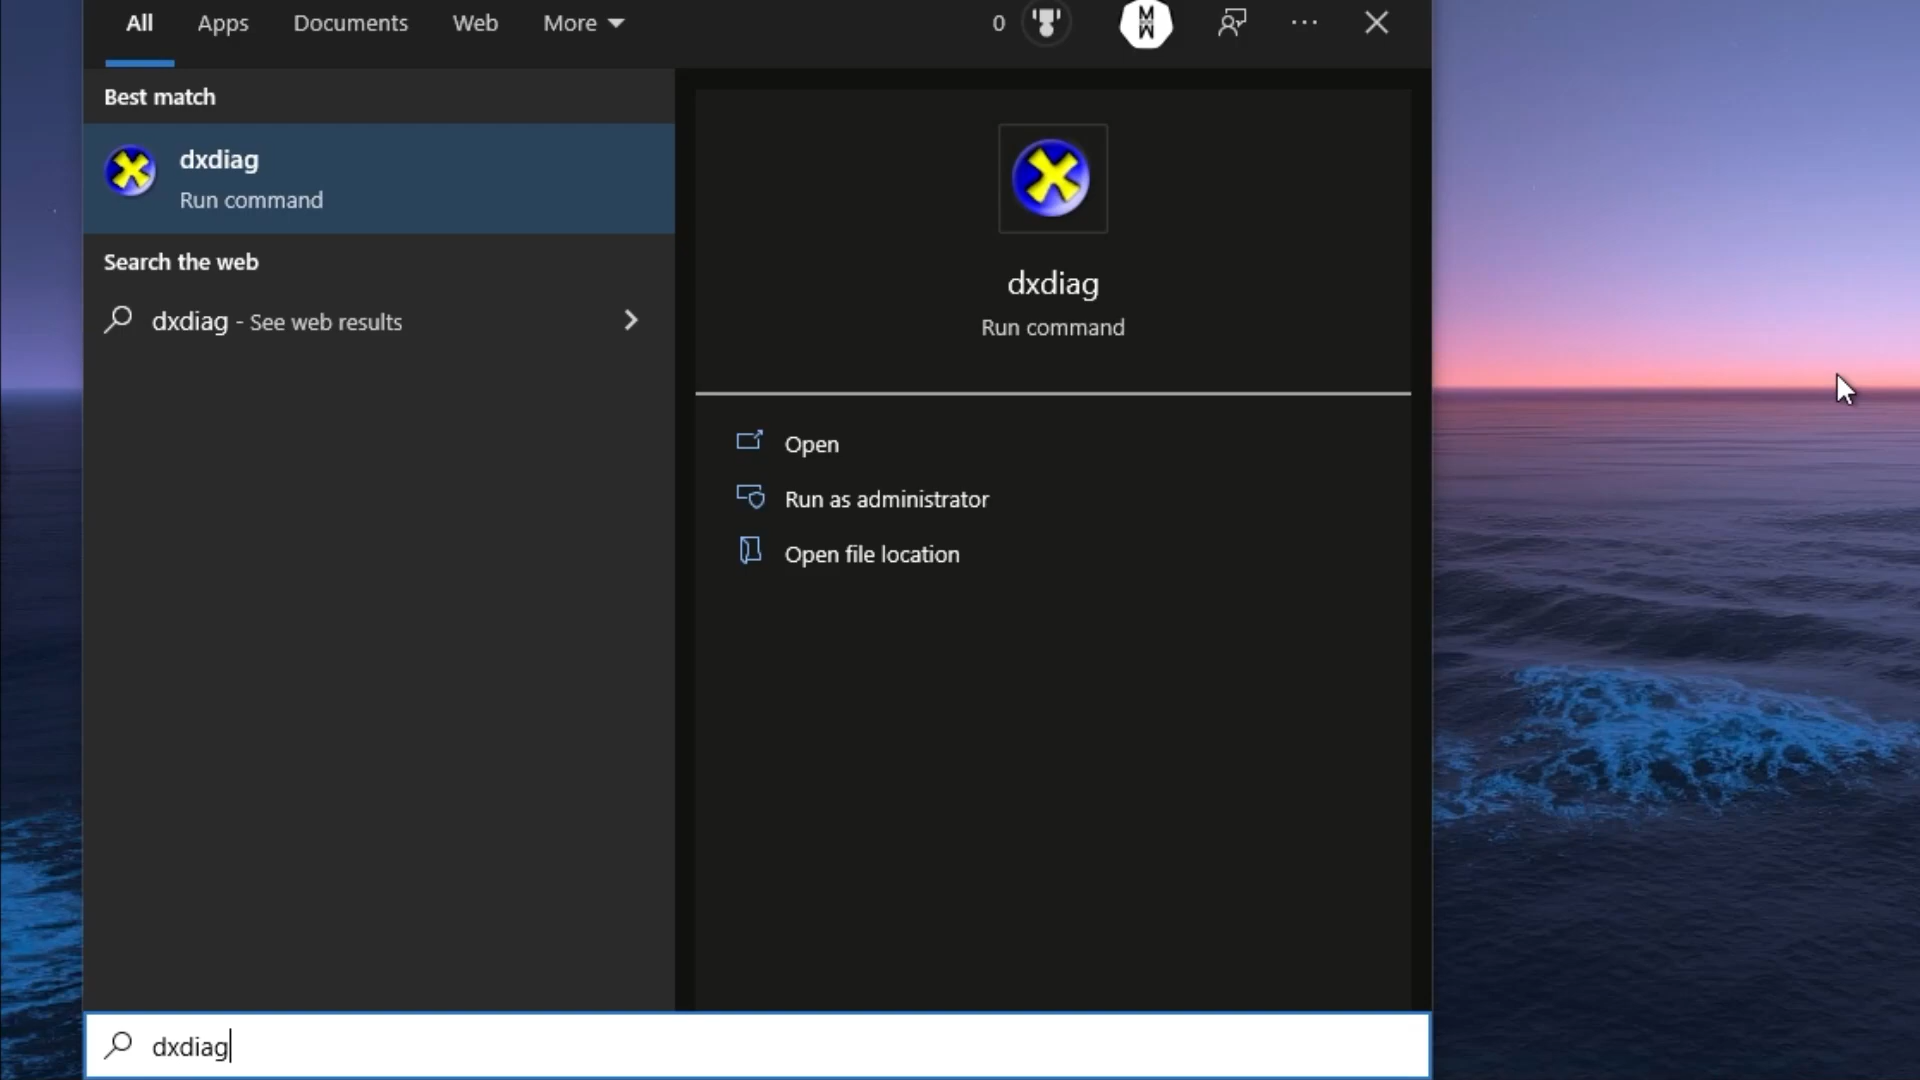 All Apps Documents Web More 0
Best match
dxdiag
Run command
Search the web
dxdiag - See web results
dxdiag
Run command
Open
Run as administrator
Open file location
dxdiag